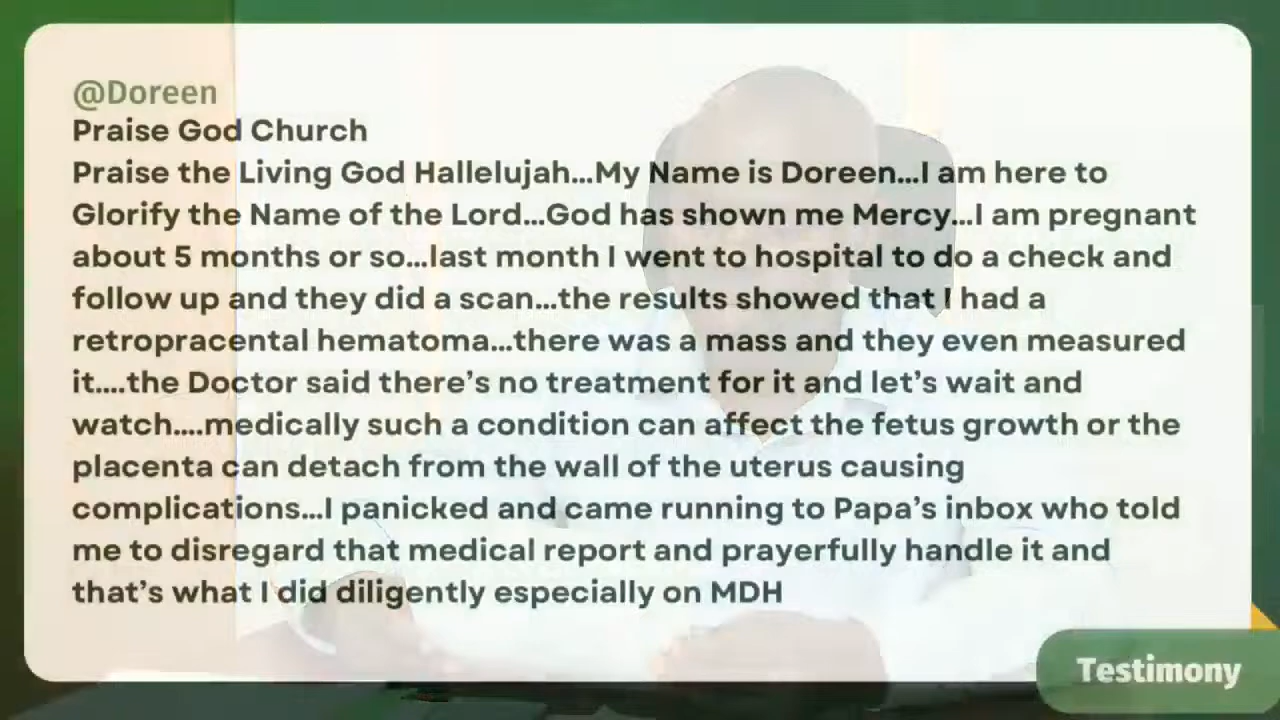 @Doreen
Praise God Church
Praise the Living God Hallelujah...My Name is Doreen...I am here to
Glorify the Name of the Lord...God has shown me Mercy...I am pregnant
about 5 months or so...last month I went to hospital to do a check and
follow up and they did a scan...the results showed that I had a
retropracental hematoma...there was a mass and they even measured
it....the Doctor said there's no treatment for it and let's wait and
watch....medically such a condition can affect the fetus growth or the
placenta can detach from the wall of the uterus causing
complications...I panicked and came running to Papa's inbox who told
me to disregard that medical report and prayerfully handle it and
that's what I did diligently especially on MDH
Testimony